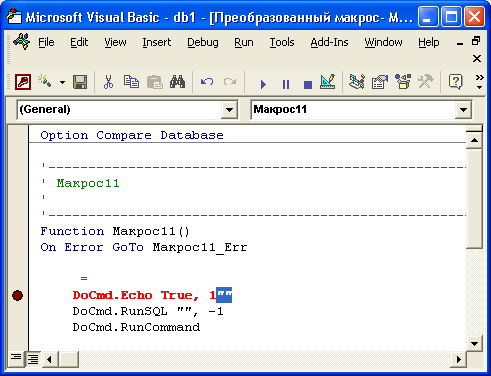 Microsoft Visual Basic - db1 - [Преобразованный макрос- М...
File Edit View Insert Debug Run Tools Add-Ins Window Help
(General) Макрос11
Option Compare Database
'------------------------------------------------------------
' Макрос11
'
'------------------------------------------------------------
Function Макрос11()
On Error GoTo Макрос11_Err
=
DoCmd.Echo True, 1""
DoCmd.RunSQL "", -1
DoCmd.RunCommand